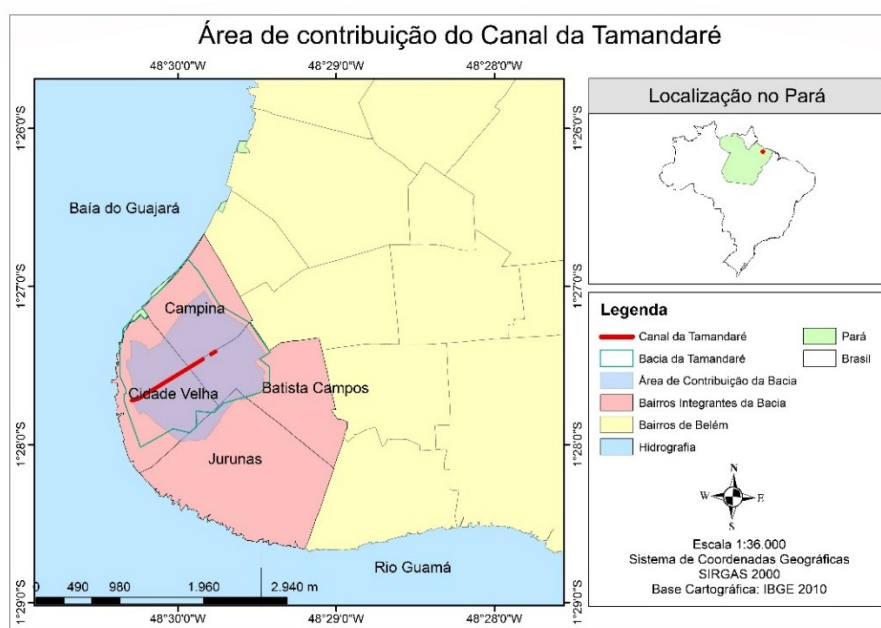 Área de contribuição do Canal da Tamandaré
48°30'0"W 48°29'0"W 48°28'0"W
1°26'0"S
1°27'0"S
1°28'0"S
1°29'0"S
Baía do Guajará
Campina
Cidade Velha
Batista Campos
Jurunas
Rio Guamá
0 490 980 1.960 2.940 m
48°30'0"W 48°29'0"W 48°28'0"W
1°26'0"S
1°27'0"S
1°28'0"S
1°29'0"S
Localização no Pará
Legenda
Canal da Tamandaré
Bacia da Tamandaré
Área de Contribuição da Bacia
Bairros Integrantes da Bacia
Bairros de Belém
Hidrografia
Pará
Brasil
N
W E
S
Escala 1:36.000
Sistema de Coordenadas Geográficas
SIRGAS 2000
Base Cartográfica: IBGE 2010